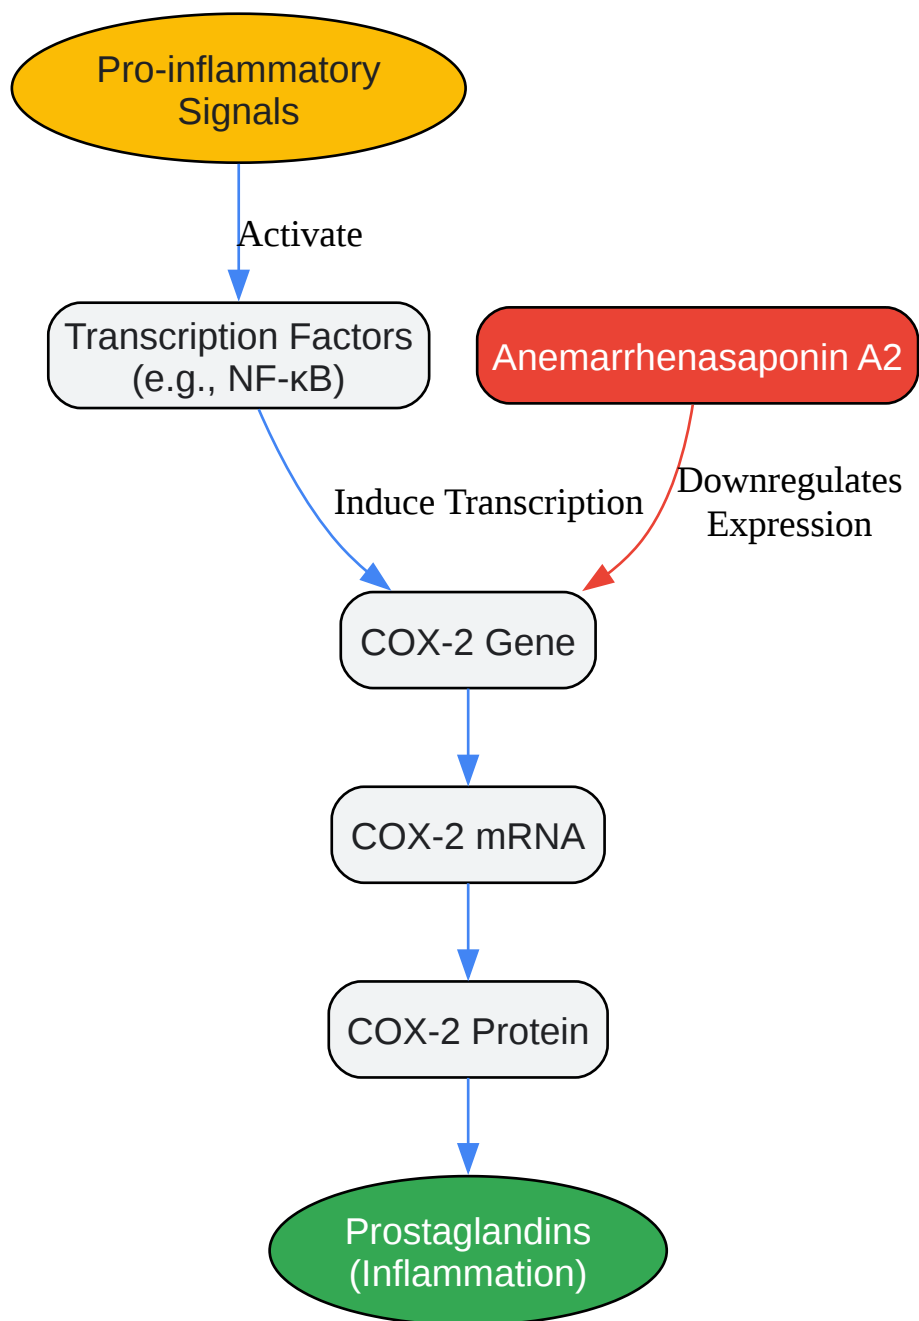 Pro-inflammatory
Signals
Activate
Transcription Factors
(e.g., NF-κB)
Anemarrhenasaponin A2
Induce Transcription
Downregulates
Expression
COX-2 Gene
COX-2 mRNA
COX-2 Protein
Prostaglandins
(Inflammation)